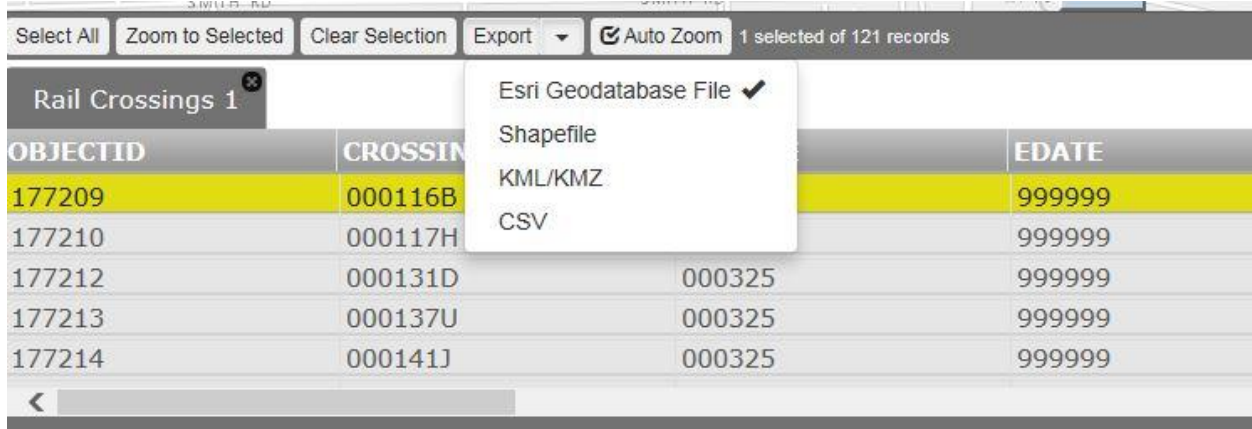 SMITH RD
Select All Zoom to Selected Clear Selection Export Auto Zoom 1 selected of 121 records
Esri Geodatabase File
Shapefile
KML/KMZ
CSV
Rail Crossings 1
OBJECTID EDATE
177209 000116B 999999
177210 000117H 999999
177212 000131D 000325 999999
177213 000137U 000325 999999
177214 000141J 000325 999999